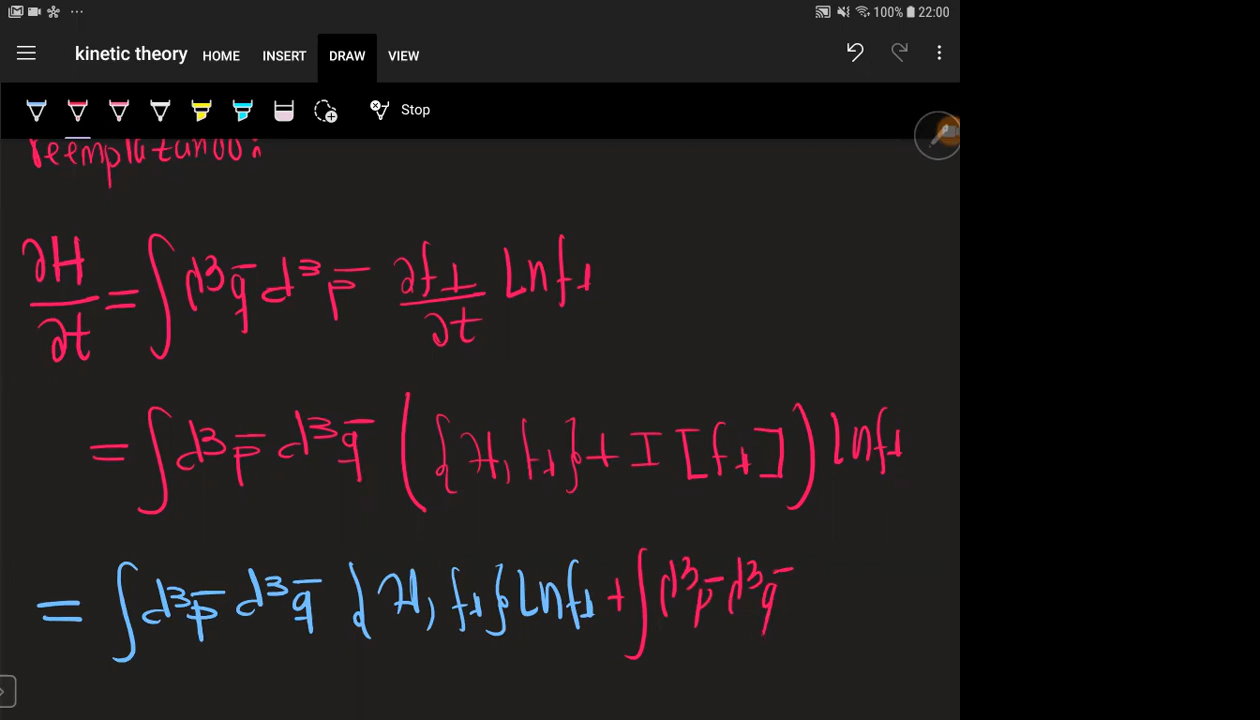 100% 22:00
kinetic theory HOME INSERT DRAW VIEW
Stop
Reemplazando:
∂H/∂t = ∫ d³q̄ d³p̄ ∂f₁/∂t Ln f₁
= ∫ d³p̄ d³q̄ ( {H, f₁} + I [f₁] ) ln f₁
= ∫ d³p̄ d³q̄ {H, f₁} Ln f₁ + ∫ d³p̄ d³q̄